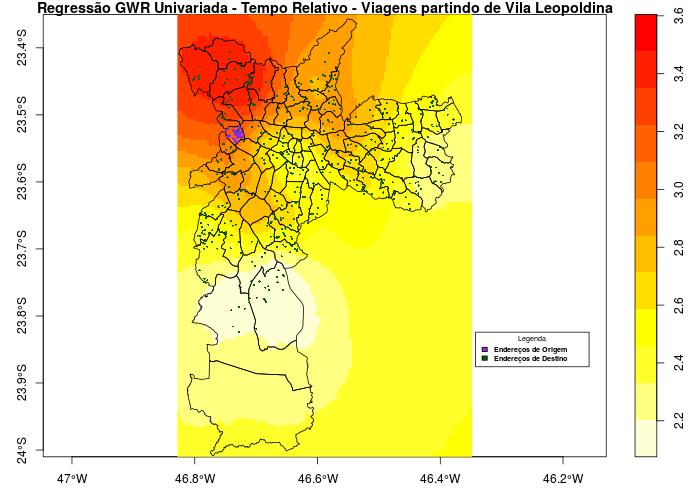 Regressão GWR Univariada - Tempo Relativo - Viagens partindo de Vila Leopoldina
23.4°S
23.5°S
23.6°S
23.7°S
23.8°S
23.9°S
24°S
47°W
46.8°W
46.6°W
46.4°W
46.2°W
Legenda
Endereços de Origem
Endereços de Destino
3.6
3.4
3.2
3.0
2.8
2.6
2.4
2.2